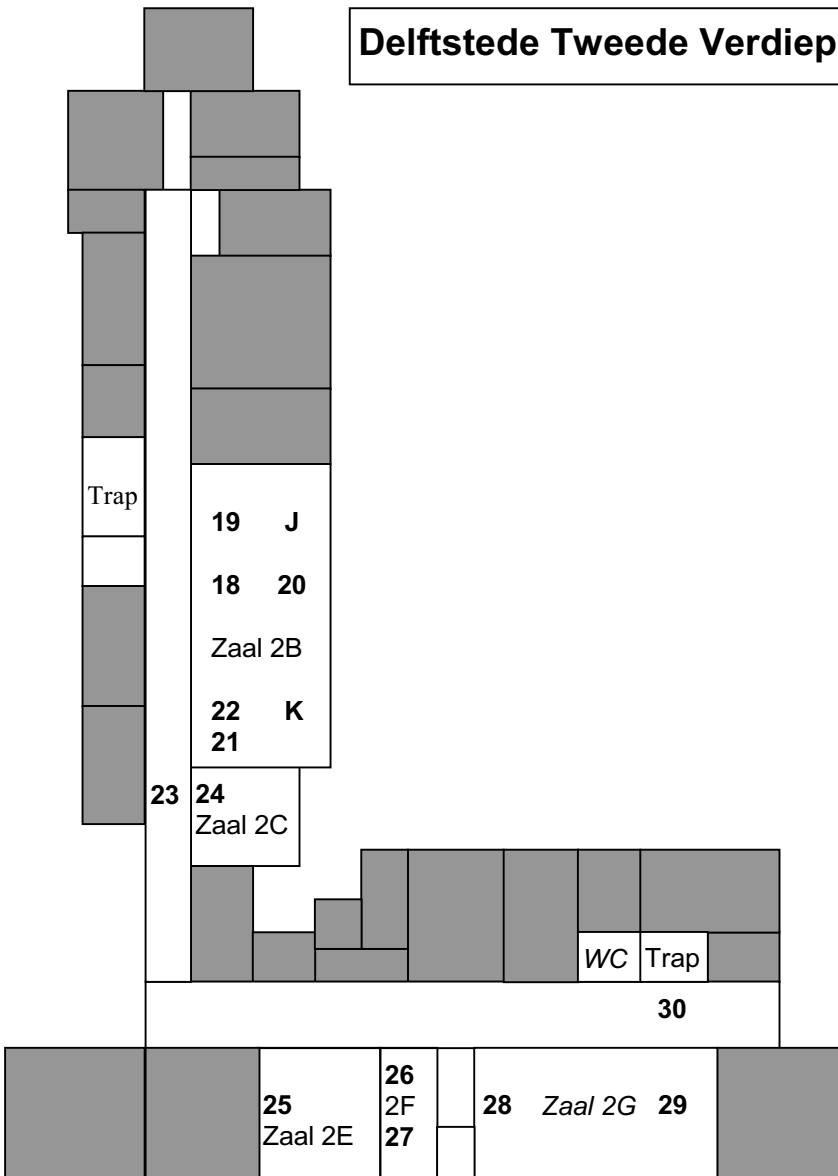 Delftstede Tweede Verdiep
Trap
19 J
18 20
Zaal 2B
22 K
21
23 24
Zaal 2C
WC Trap
30
25
Zaal 2E
26
2F
27
28 Zaal 2G 29